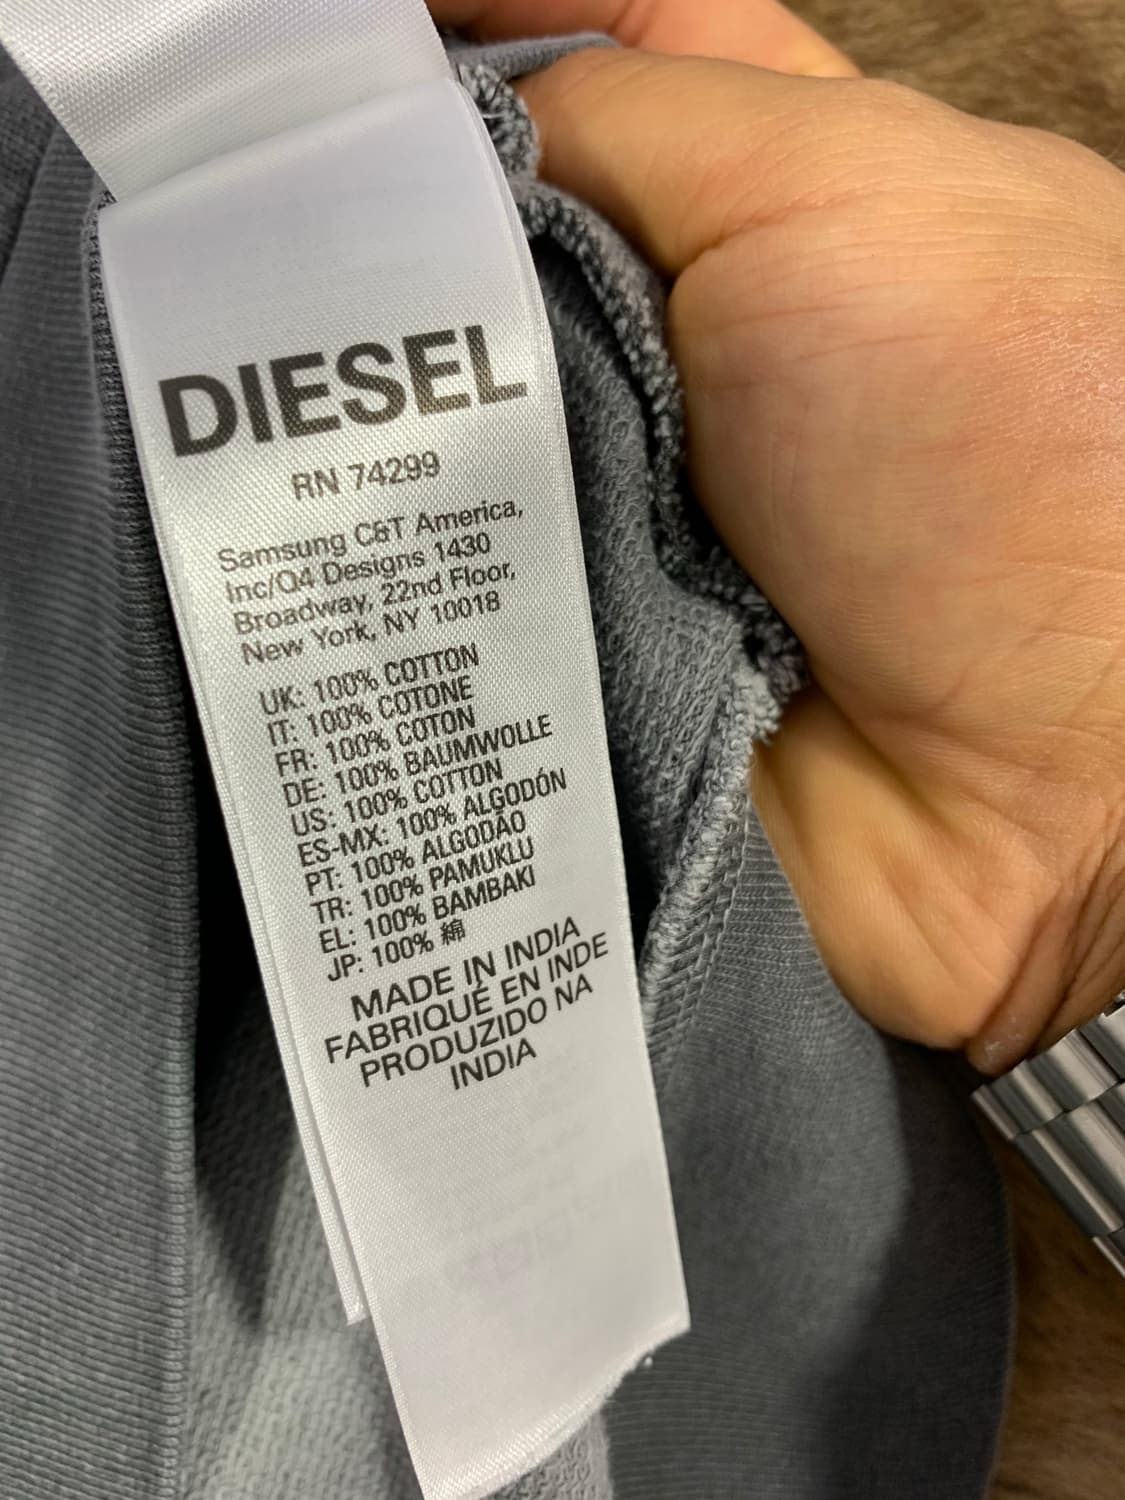 DIESEL
RN 74299
Samsung C&T America,
Inc/Q4 Designs 1430
Broadway, 22nd Floor,
New York, NY 10018
UK: 100% COTTON
IT: 100% COTONE
FR: 100% COTON
DE: 100% BAUMWOLLE
US: 100% COTTON
ES-MX: 100% ALGODÓN
PT: 100% ALGODÃO
TR: 100% PAMUKLU
EL: 100% BAMBAKI
JP: 100% 綿
MADE IN INDIA
FABRIQUÉ EN INDE
PRODUZIDO NA
INDIA